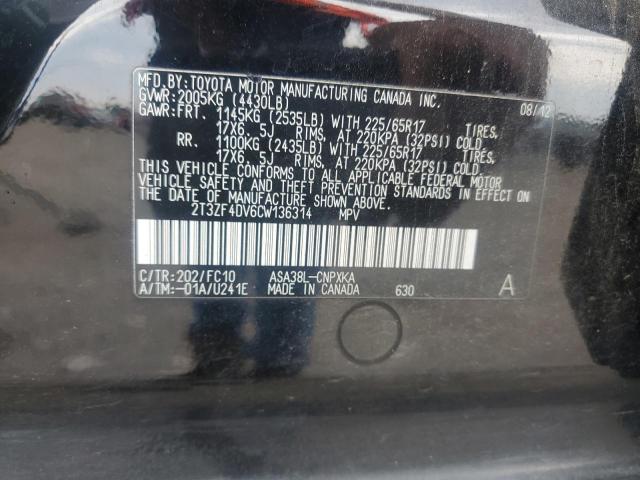 MFD.BY:TOYOTA MOTOR MANUFACTURING CANADA INC.
GVWR:2005KG (4430LB) 08/12
GAWR:FRT. 1145KG (2535LB) WITH 225/65R17 TIRES,
17X6.5J RIMS, AT 220KPA (32PSI) COLD.
RR. 1100KG (2435LB) WITH 225/65R17 TIRES,
17X6.5J RIMS, AT 220KPA (32PSI) COLD.
THIS VEHICLE CONFORMS TO ALL APPLICABLE FEDERAL MOTOR
VEHICLE SAFETY AND THEFT PREVENTION STANDARDS IN EFFECT ON
THE DATE OF MANUFACTURE SHOWN ABOVE.
2T3ZF4DV6CW136314 MPV
C/TR:202/FC10 ASA38L-CNPXKA
A/TM:-01A/U241E MADE IN CANADA 630 A